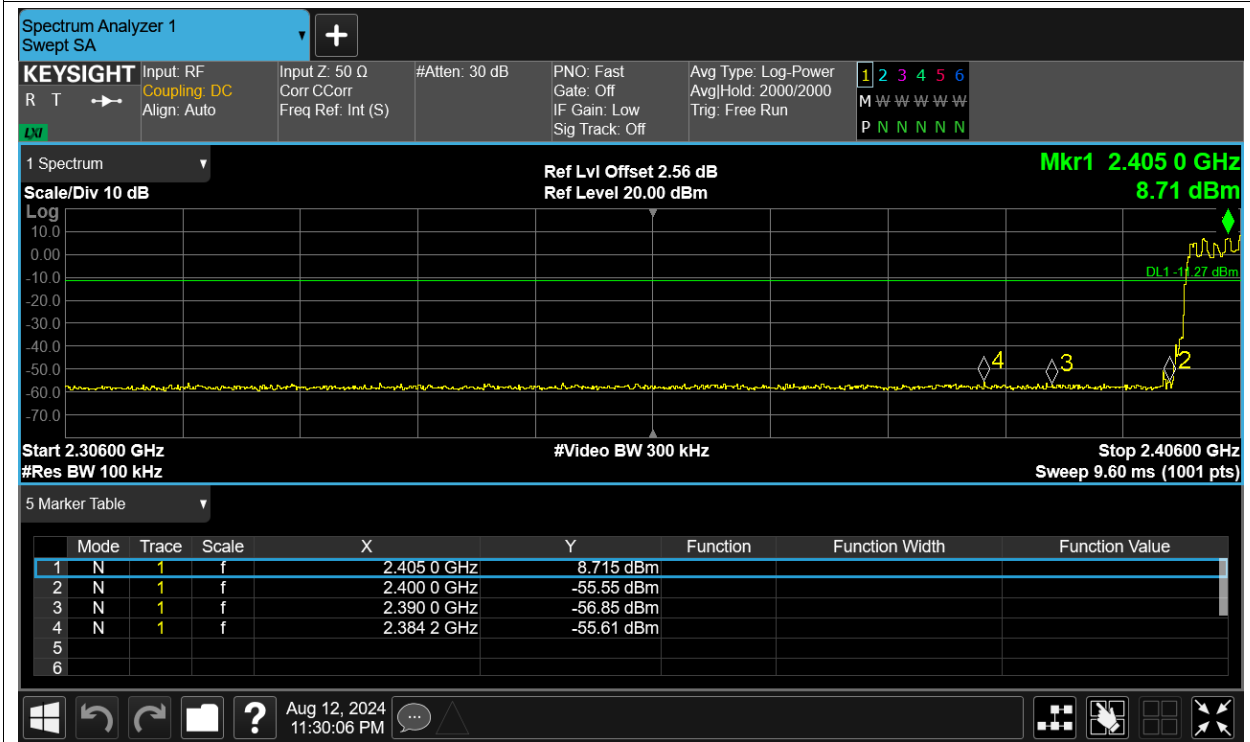 Spectrum Analyzer 1
Swept SA
KEYSIGHT
R T
LXI
Input: RF
Coupling: DC
Align: Auto
Input Z: 50 Ω
Corr CCorr
Freq Ref: Int (S)
#Atten: 30 dB
PNO: Fast
Gate: Off
IF Gain: Low
Sig Track: Off
Avg Type: Log-Power
Avg|Hold: 2000/2000
Trig: Free Run
1 2 3 4 5 6
M W W W W W
P N N N N N
1 Spectrum
Scale/Div 10 dB
Ref Lvl Offset 2.56 dB
Ref Level 20.00 dBm
Mkr1 2.405 0 GHz
8.71 dBm
Log
10.0
0.00
-10.0
-20.0
-30.0
-40.0
-50.0
-60.0
-70.0
DL1 -11.27 dBm
4
3
2
Start 2.30600 GHz
#Res BW 100 kHz
#Video BW 300 kHz
Stop 2.40600 GHz
Sweep 9.60 ms (1001 pts)
5 Marker Table
Mode Trace Scale X Y Function Function Width Function Value
1 N 1 f 2.405 0 GHz 8.715 dBm
2 N 1 f 2.400 0 GHz -55.55 dBm
3 N 1 f 2.390 0 GHz -56.85 dBm
4 N 1 f 2.384 2 GHz -55.61 dBm
5
6
?
Aug 12, 2024
11:30:06 PM